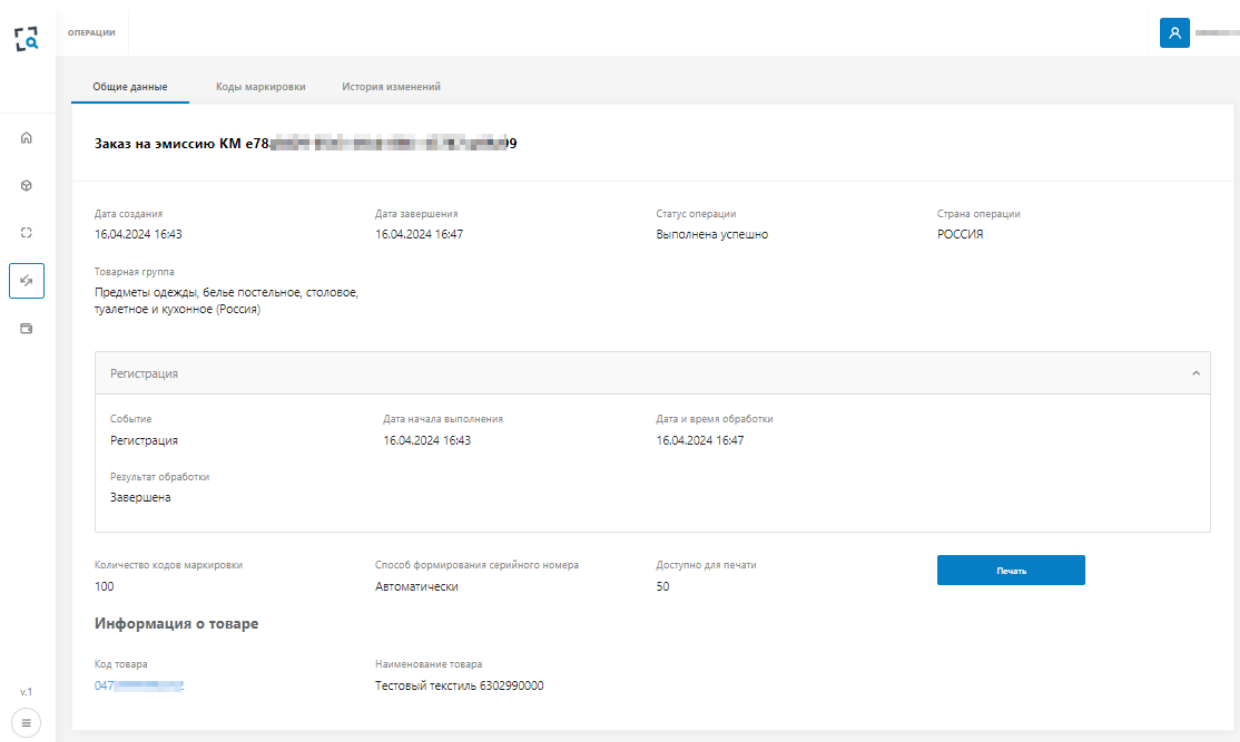 ОПЕРАЦИИ
Общие данные
Коды маркировки
История изменений
Заказ на эмиссию КМ
Дата создания
Дата завершения
Статус операции
Страна операции
16.04.2024 16:43
16.04.2024 16:47
Выполнена успешно
РОССИЯ
Товарная группа
Предметы одежды, белье постельное, столовое,
туалетное и кухонное (Россия)
Регистрация
Событие
Дата начала выполнения
Дата и время обработки
Регистрация
16.04.2024 16:43
16.04.2024 16:47
Результат обработки
Завершена
Количество кодов маркировки
Способ формирования серийного номера
Доступно для печати
Печать
100
Автоматически
50
Информация о товаре
Код товара
Наименование товара
Тестовый текстиль 6302990000
v.1